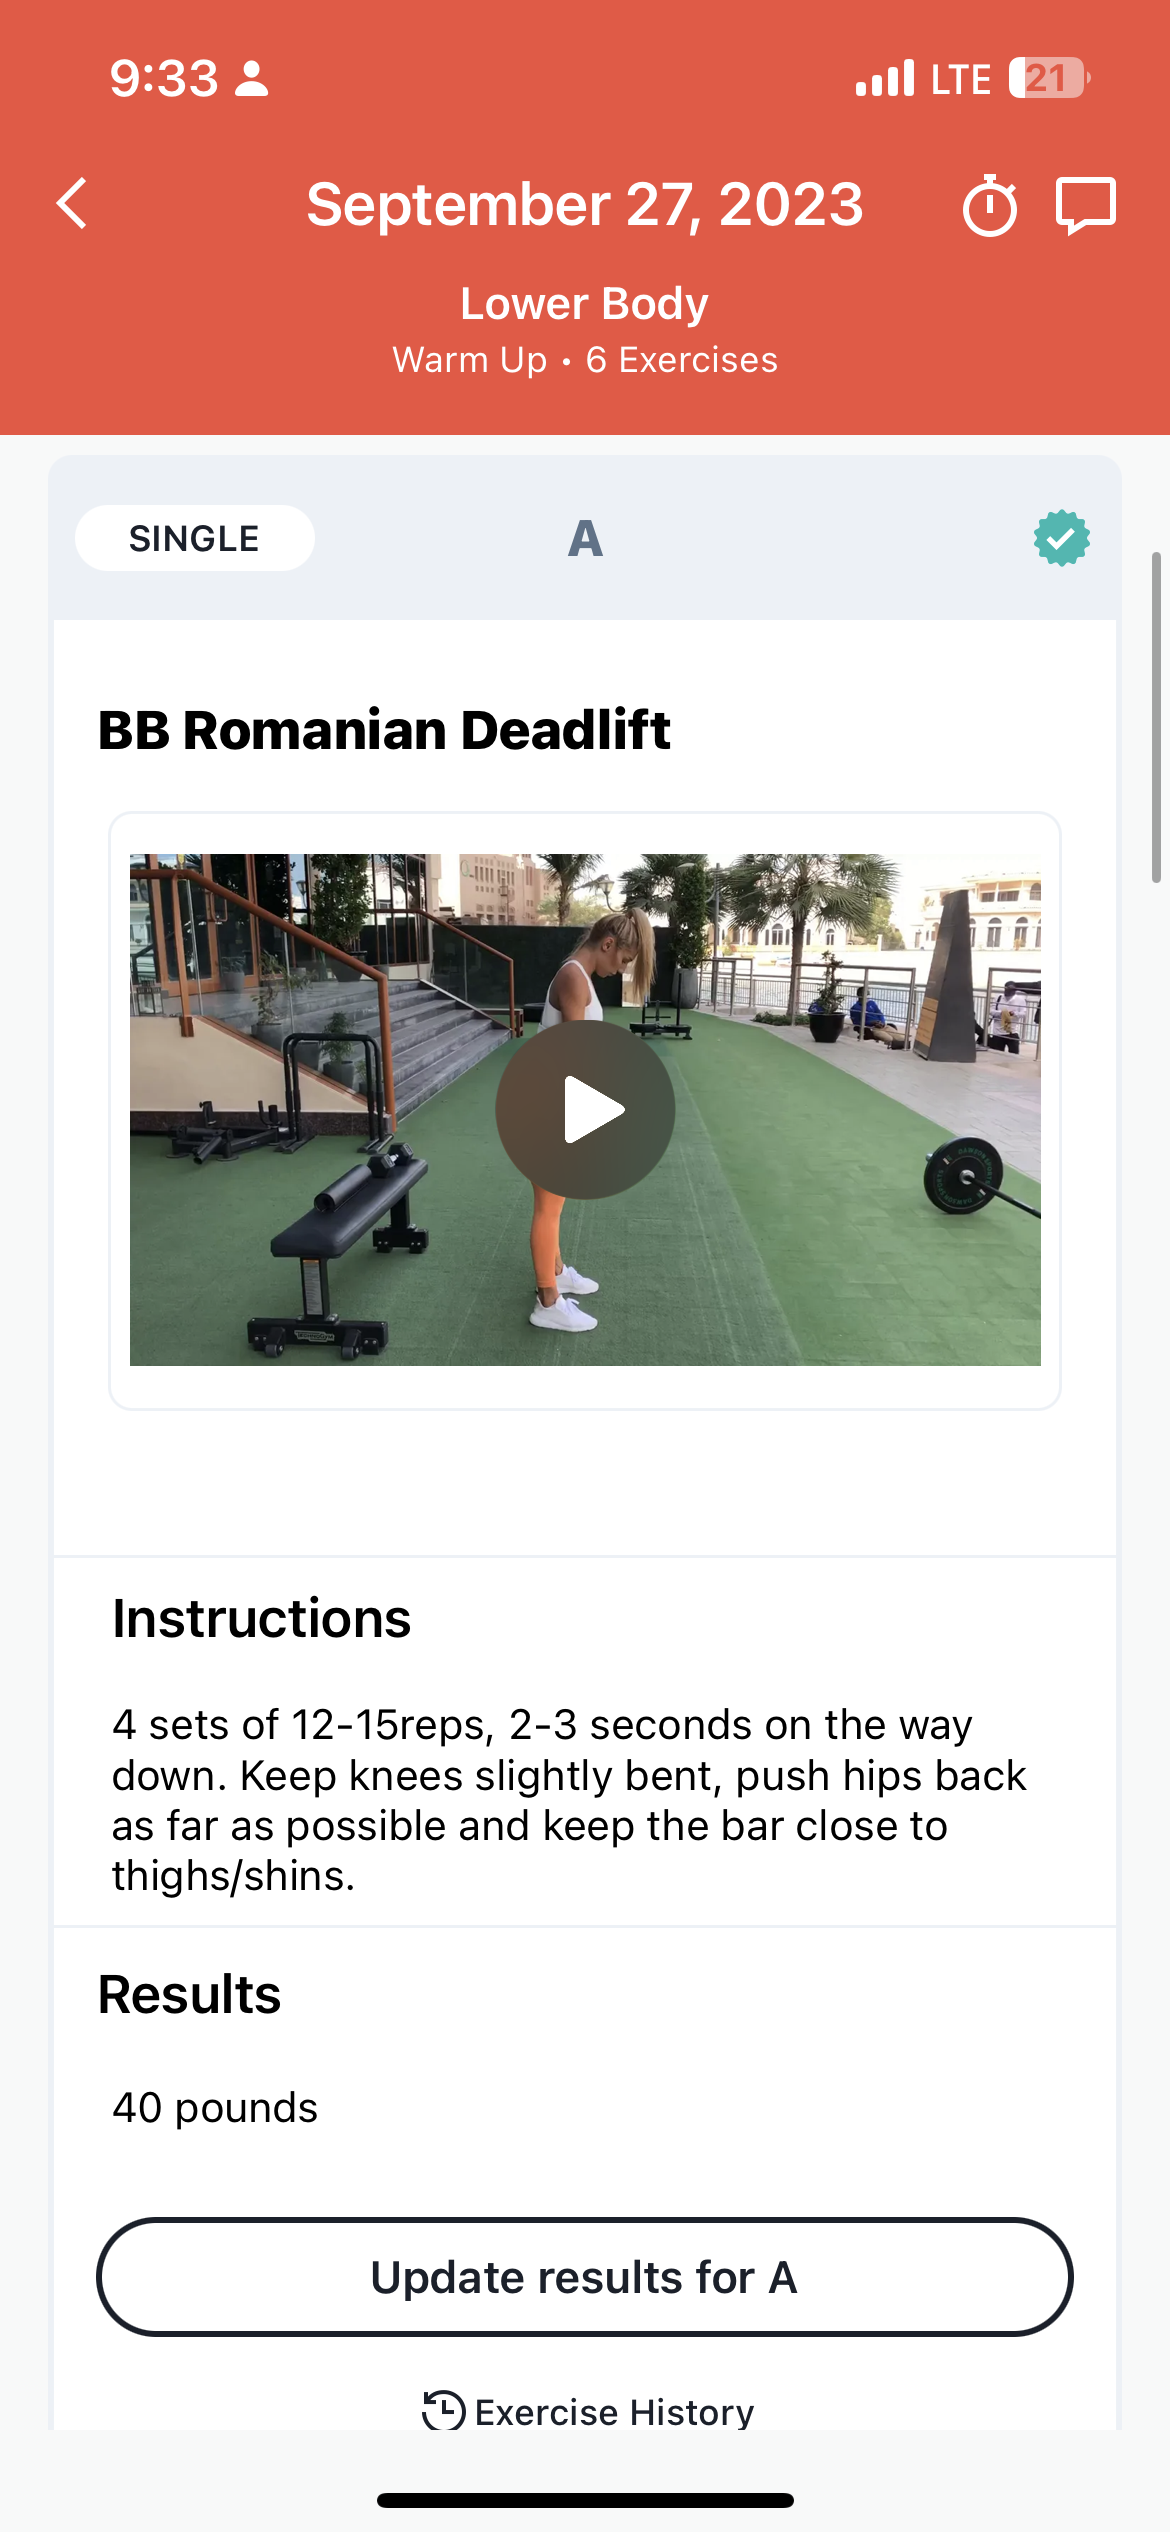 9:33
LTE 21
September 27, 2023
Lower Body
Warm Up • 6 Exercises
SINGLE
A
BB Romanian Deadlift
Instructions
4 sets of 12-15reps, 2-3 seconds on the way
down. Keep knees slightly bent, push hips back
as far as possible and keep the bar close to
thighs/shins.
Results
40 pounds
Update results for A
Exercise History